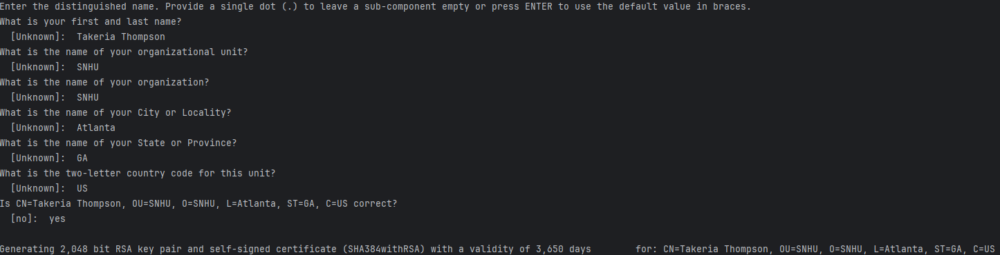 Enter the distinguished name. Provide a single dot (.) to leave a sub-component empty or press ENTER to use the default value in braces.
What is your first and last name?
[Unknown]: Takeria Thompson
What is the name of your organizational unit?
[Unknown]: SNHU
What is the name of your organization?
[Unknown]: SNHU
What is the name of your City or Locality?
[Unknown]: Atlanta
What is the name of your State or Province?
[Unknown]: GA
What is the two-letter country code for this unit?
[Unknown]: US
Is CN=Takeria Thompson, OU=SNHU, O=SNHU, L=Atlanta, ST=GA, C=US correct?
[no]: yes
Generating 2,048 bit RSA key pair and self-signed certificate (SHA384withRSA) with a validity of 3,650 days for: CN=Takeria Thompson, OU=SNHU, O=SNHU, L=Atlanta, ST=GA, C=US